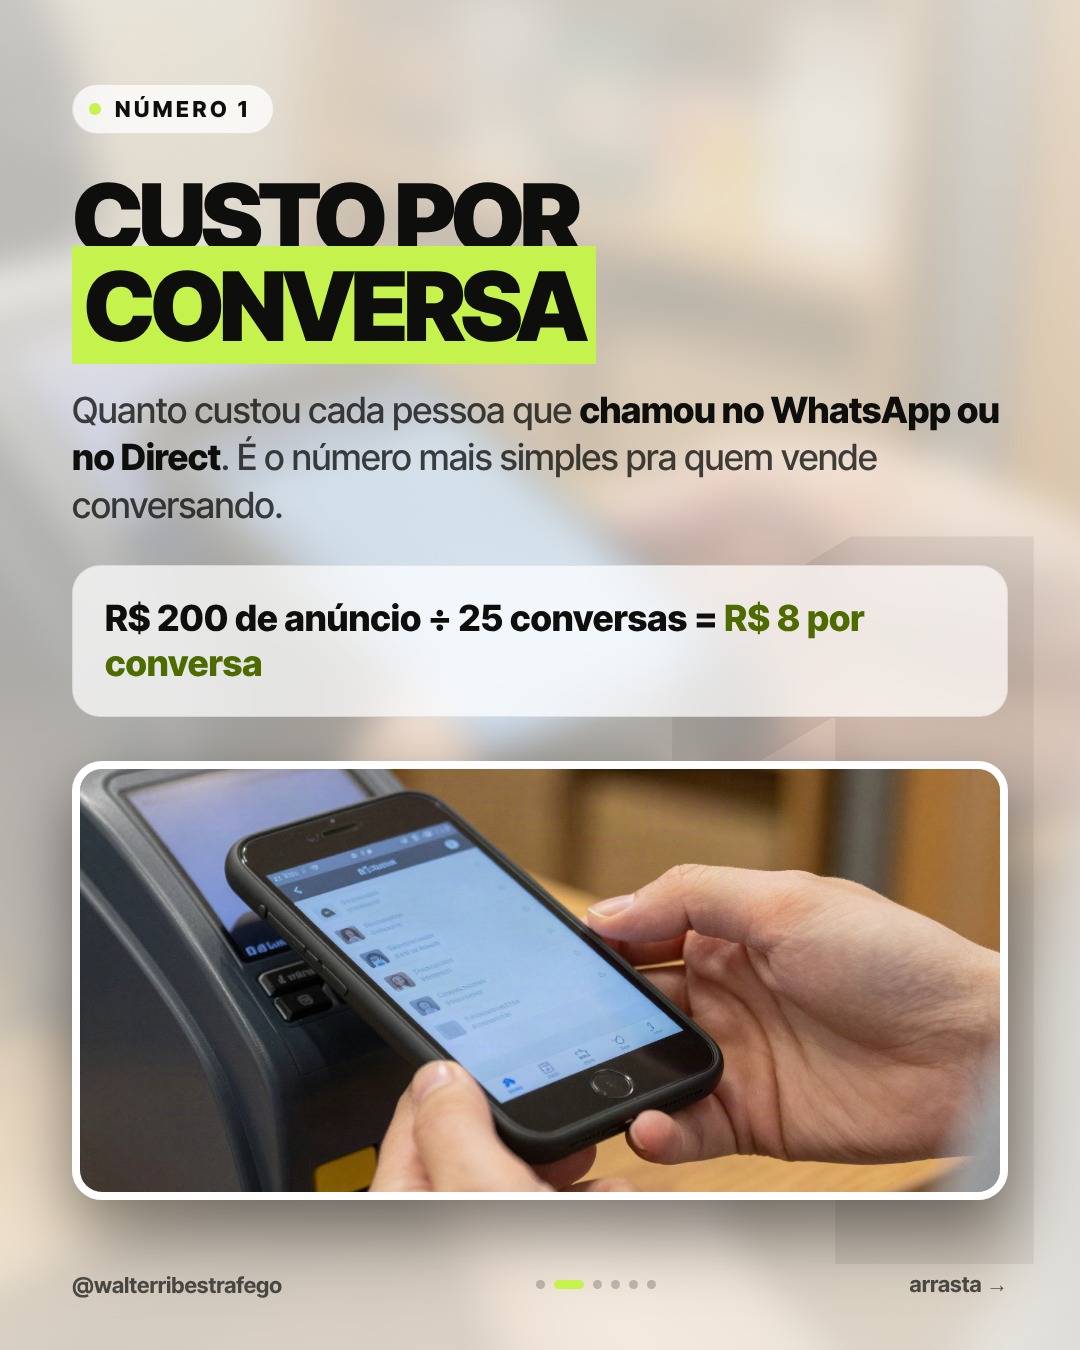 NÚMERO 1
CUSTO POR
CONVERSA
Quanto custou cada pessoa que chamou no WhatsApp ou
no Direct. É o número mais simples pra quem vende
conversando.
R$ 200 de anúncio ÷ 25 conversas = R$ 8 por
conversa
@walterribestrafego
arrasta →